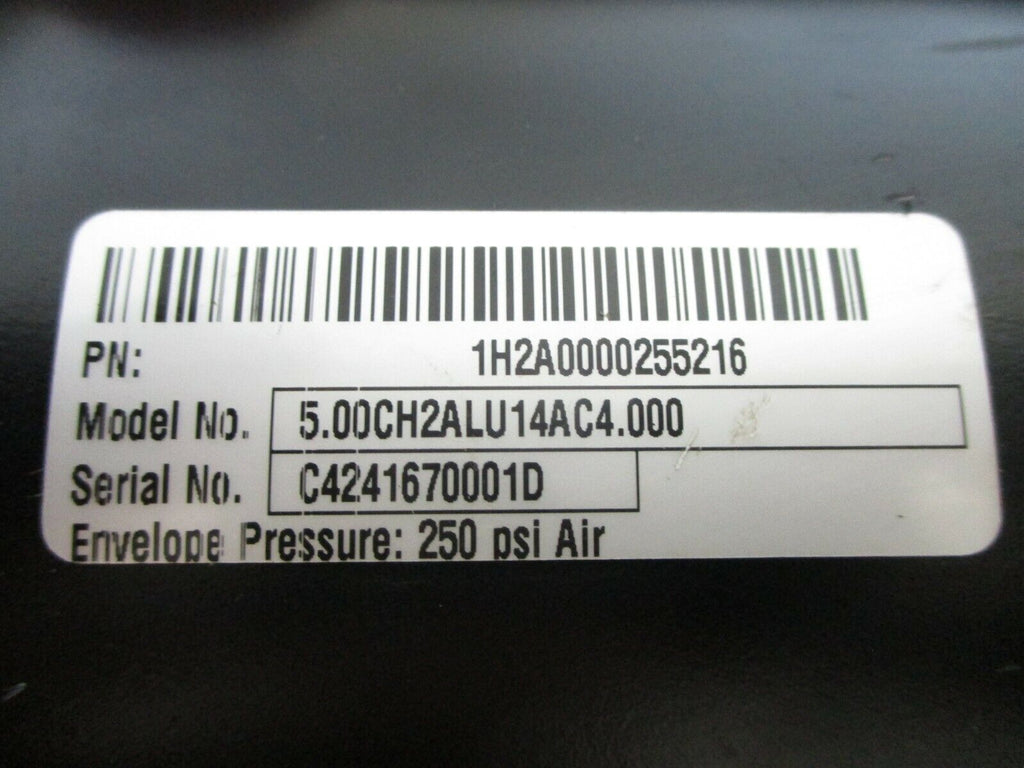 PN: 1H2A0000255216
Model No. 5.00CH2ALU14AC4.000
Serial No. C4241670001D
Envelope Pressure: 250 psi Air